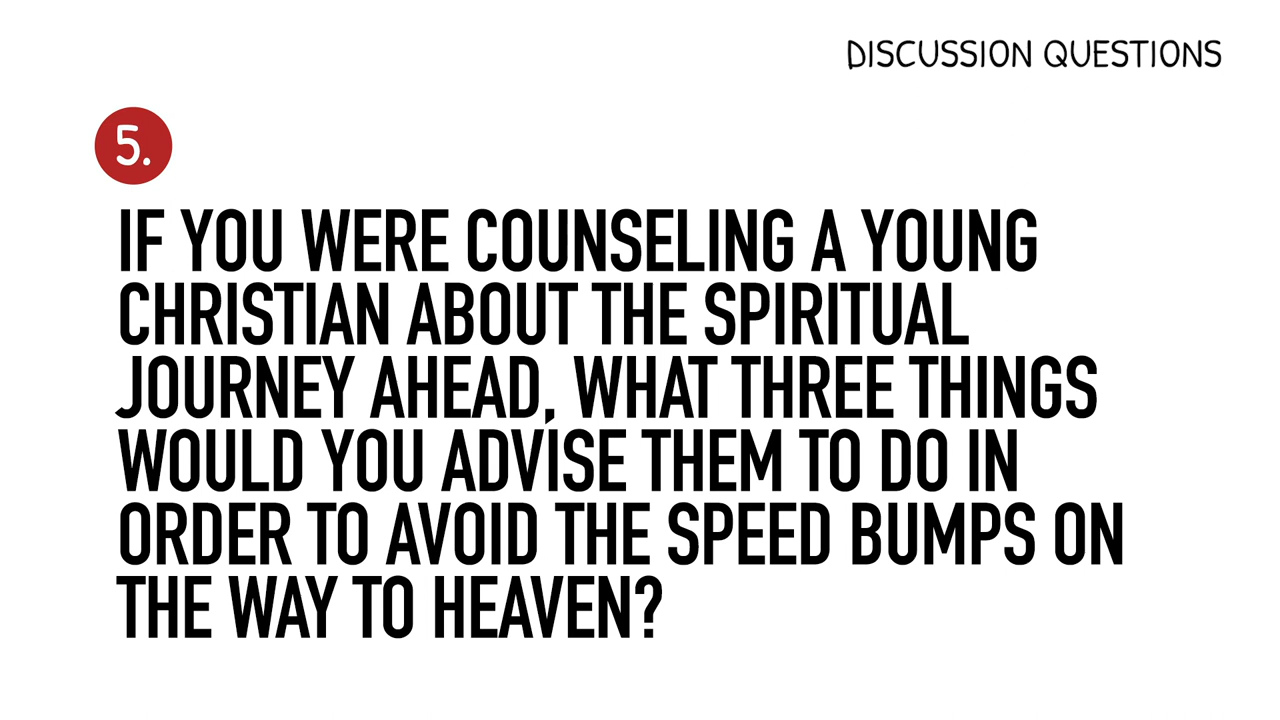 DISCUSSION QUESTIONS
5.
IF YOU WERE COUNSELING A YOUNG
CHRISTIAN ABOUT THE SPIRITUAL
JOURNEY AHEAD, WHAT THREE THINGS
WOULD YOU ADVISE THEM TO DO IN
ORDER TO AVOID THE SPEED BUMPS ON
THE WAY TO HEAVEN?